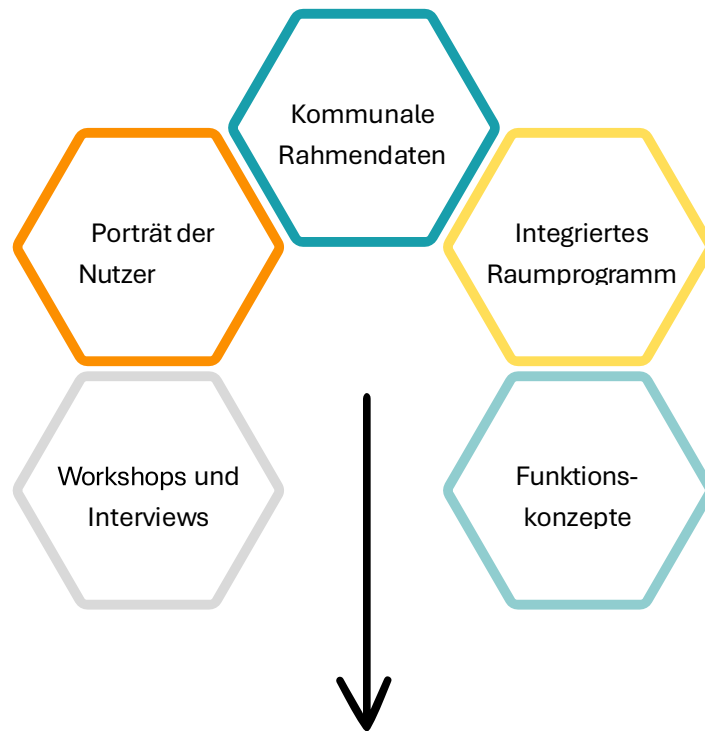 Kommunale
Rahmendaten
Porträt der
Nutzer
Integriertes
Raumprogramm
Workshops und
Interviews
Funktions-
konzepte